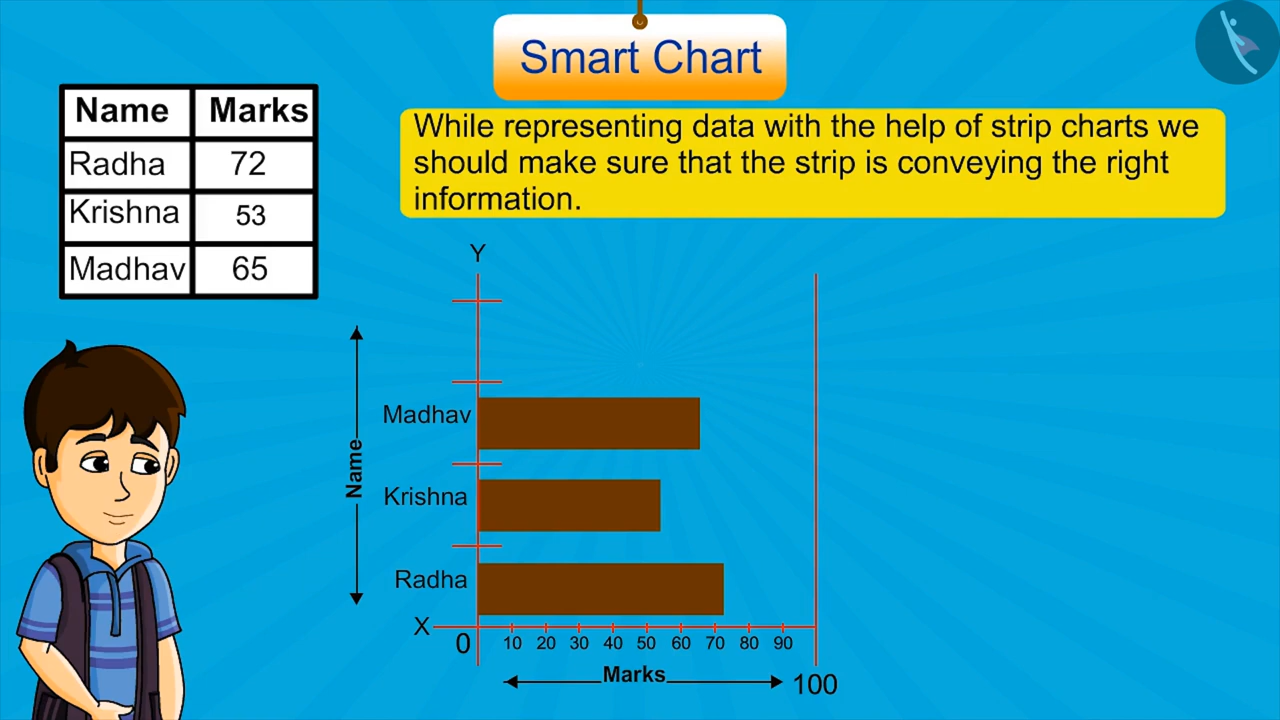 Smart Chart
Name Marks
Radha 72
Krishna 53
Madhav 65
While representing data with the help of strip charts we
should make sure that the strip is conveying the right
information.
Y
Madhav
Krishna
Radha
Name
X
0 10 20 30 40 50 60 70 80 90
Marks
100